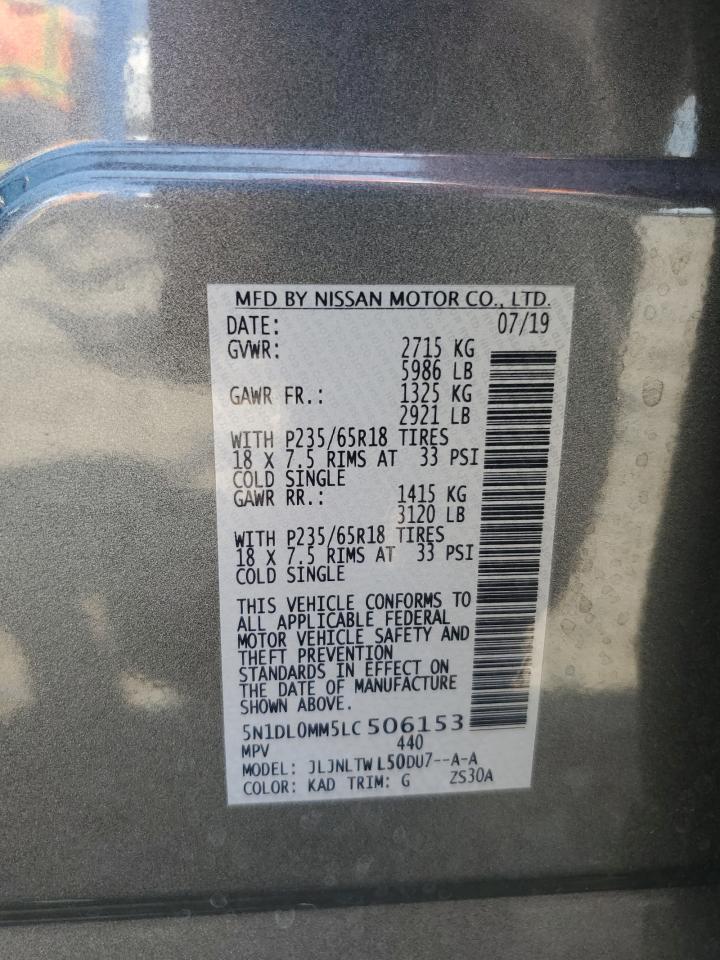 MFD BY NISSAN MOTOR CO., LTD.
DATE: 07/19
GVWR: 2715 KG
5986 LB
GAWR FR.: 1325 KG
2921 LB
WITH P235/65R18 TIRES
18 X 7.5 RIMS AT 33 PSI
COLD SINGLE
GAWR RR.: 1415 KG
3120 LB
WITH P235/65R18 TIRES
18 X 7.5 RIMS AT 33 PSI
COLD SINGLE
THIS VEHICLE CONFORMS TO
ALL APPLICABLE FEDERAL
MOTOR VEHICLE SAFETY AND
THEFT PREVENTION
STANDARDS IN EFFECT ON
THE DATE OF MANUFACTURE
SHOWN ABOVE.
5N1DL0MM5LC506153
MPV 440
MODEL: JLJNLTWL50DU7--A-A
COLOR: KAD TRIM: G ZS30A